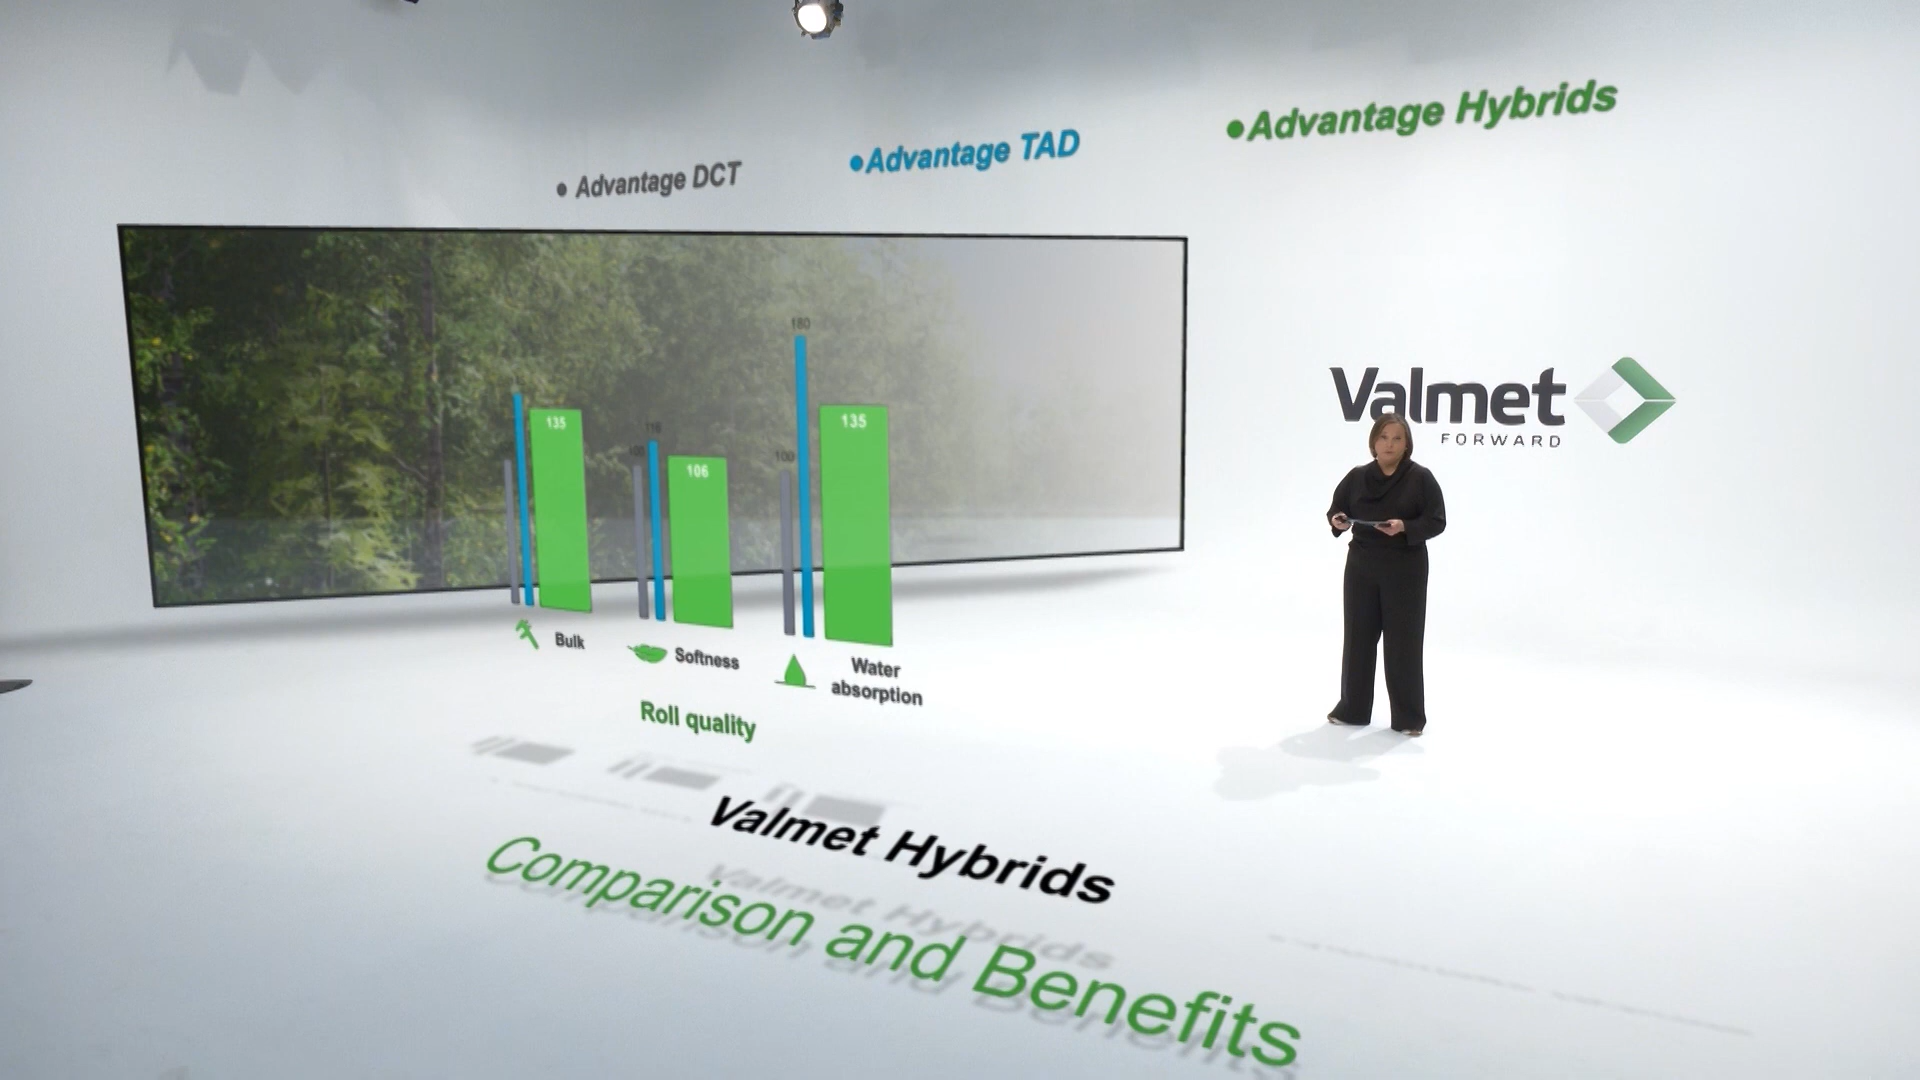 • Advantage DCT
• Advantage TAD
• Advantage Hybrids
180
135
116
100
106
100
135
Valmet
FORWARD
Bulk
Softness
Water
absorption
Roll quality
Valmet Hybrids
Comparison and Benefits